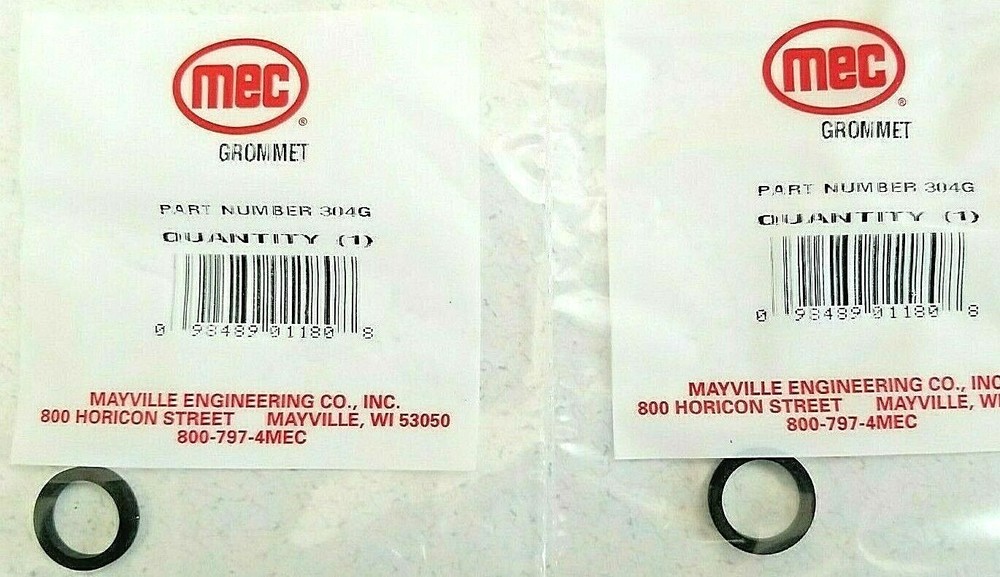 mec®
GROMMET
PART NUMBER 304G
QUANTITY (1)
0 98489 01180 8
MAYVILLE ENGINEERING CO., INC.
800 HORICON STREET MAYVILLE, WI 53050
800-797-4MEC
mec®
GROMMET
PART NUMBER 304G
QUANTITY (1)
0 98489 01180 8
MAYVILLE ENGINEERING CO., INC
800 HORICON STREET MAYVILLE, WI
800-797-4MEC